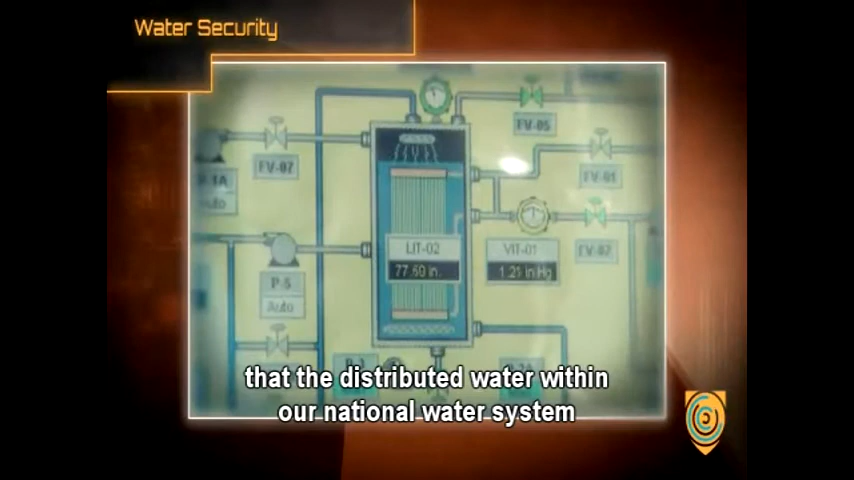 Water Security
FV-05
FV-07
FV-01
Auto
LIT-02
77.60 in.
VIT-01
1.21 in Hg
FV-02
P-5
Auto
that the distributed water within
our national water system